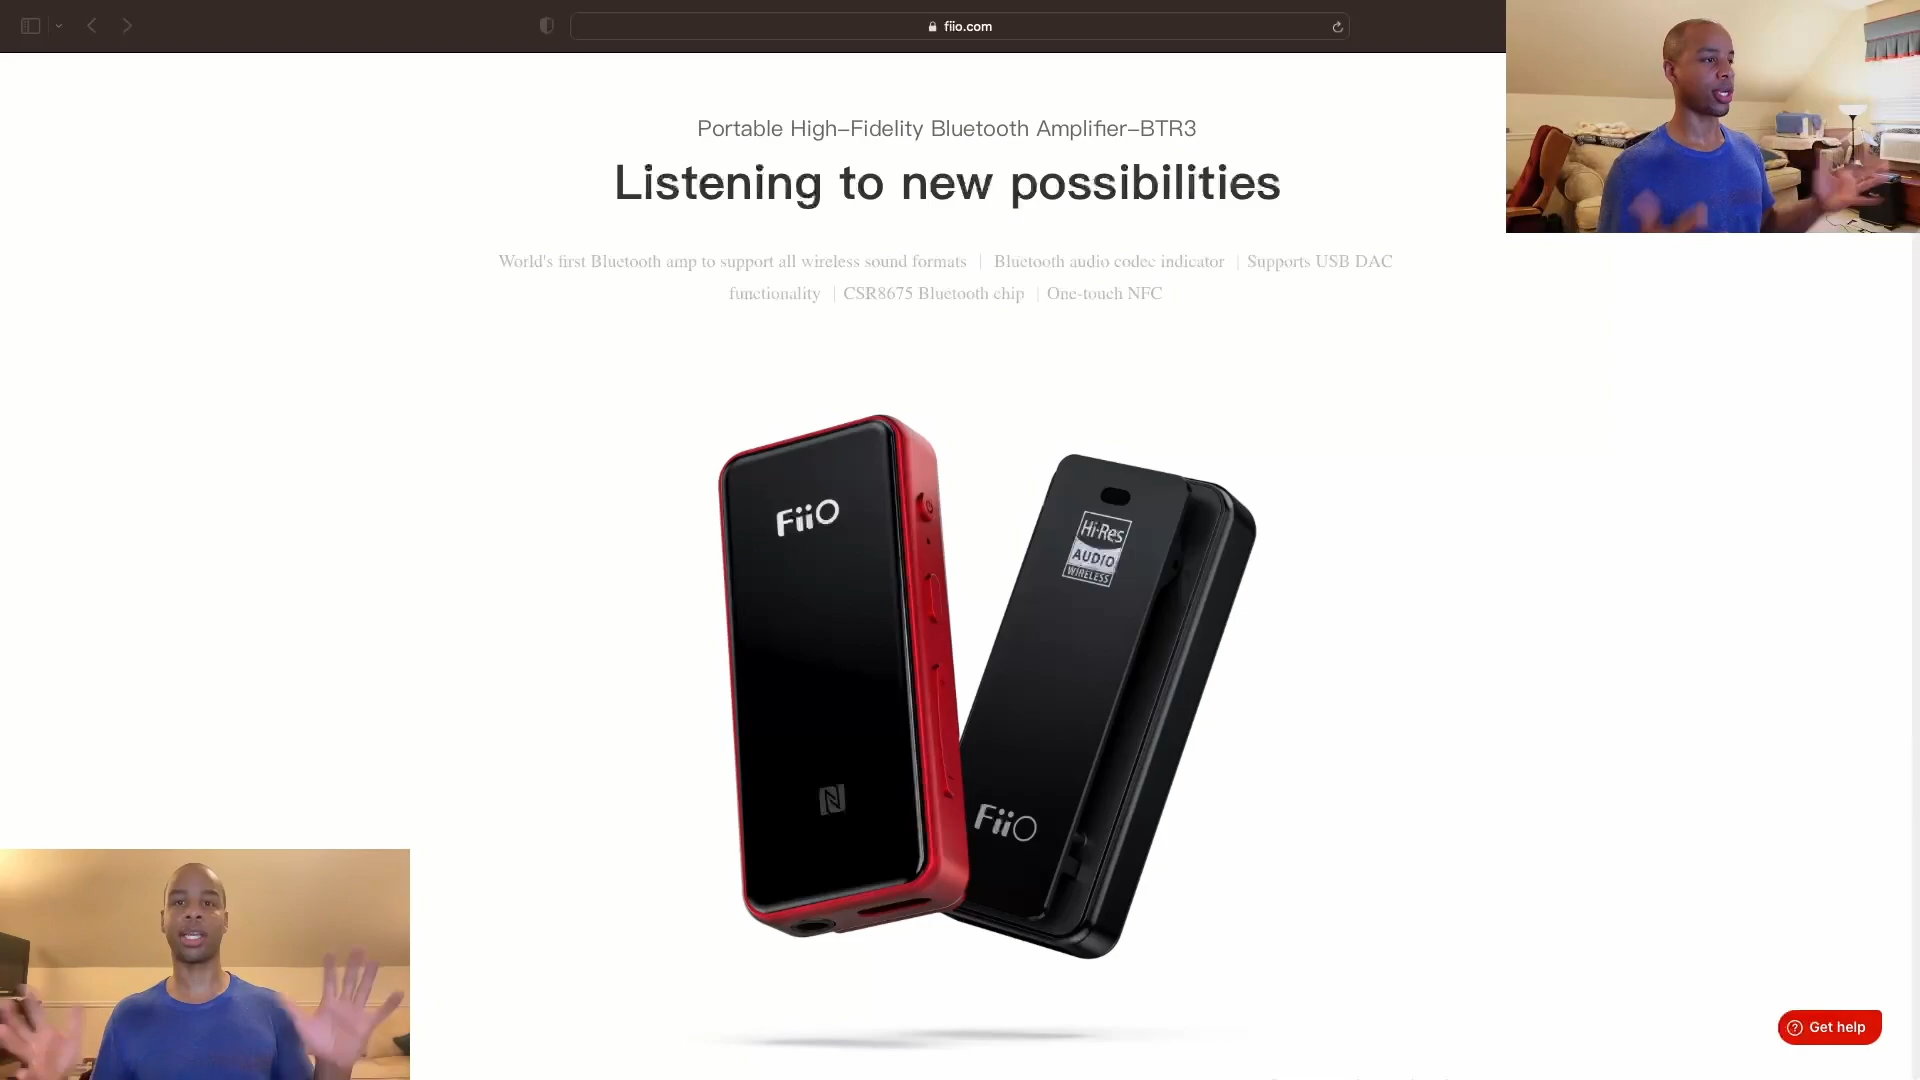 fiio.com
Portable High-Fidelity Bluetooth Amplifier-BTR3
Listening to new possibilities
World's first Bluetooth amp to support all wireless sound formats | Bluetooth audio codec indicator | Supports USB DAC
functionality | CSR8675 Bluetooth chip | One-touch NFC
FiiO
Hi-Res
AUDIO
WIRELESS
FiiO
? Get help